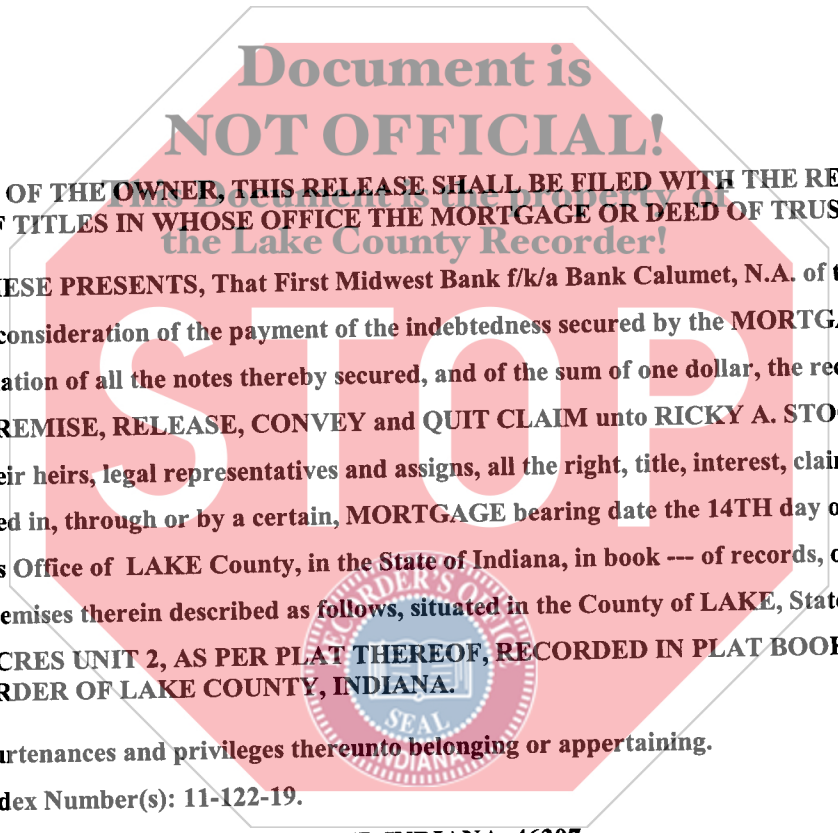 Document is
NOT OFFICIAL!
OF THE OWNER, THIS RELEASE SHALL BE FILED WITH THE RE
This Document is the property of
F TITLES IN WHOSE OFFICE THE MORTGAGE OR DEED OF TRUS
the Lake County Recorder!
IESE PRESENTS, That First Midwest Bank f/k/a Bank Calumet, N.A. of t
consideration of the payment of the indebtedness secured by the MORTGA
ation of all the notes thereby secured, and of the sum of one dollar, the rec
STOP
REMISE, RELEASE, CONVEY and QUIT CLAIM unto RICKY A. STO
eir heirs, legal representatives and assigns, all the right, title, interest, clai
ed in, through or by a certain, MORTGAGE bearing date the 14TH day o
s Office of LAKE County, in the State of Indiana, in book --- of records, o
emises therein described as follows, situated in the County of LAKE, State
RECORDER'S OFFIC
CRES UNIT 2, AS PER PLAT THEREOF, RECORDED IN PLAT BOOK
RDER OF LAKE COUNTY, INDIANA.
SEAL
INDIANA
urtenances and privileges thereunto belonging or appertaining.
dex Number(s): 11-122-19.